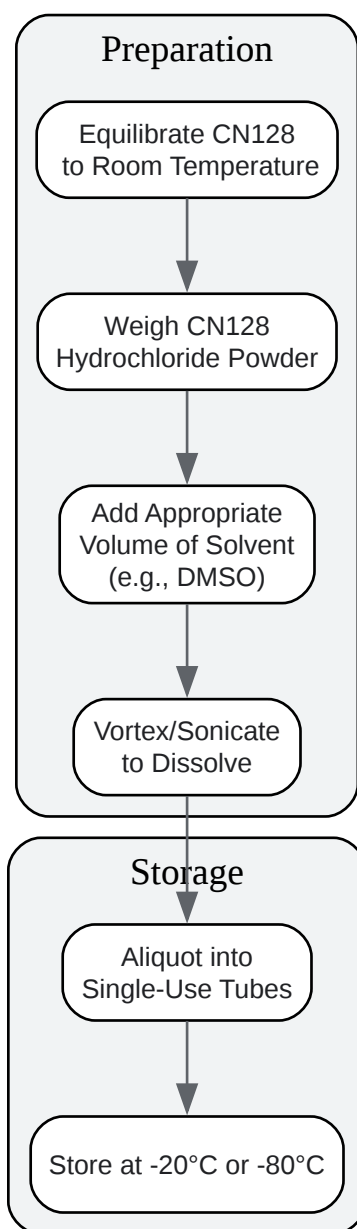 Preparation
Equilibrate CN128
to Room Temperature
Weigh CN128
Hydrochloride Powder
Add Appropriate
Volume of Solvent
(e.g., DMSO)
Vortex/Sonicate
to Dissolve
Storage
Aliquot into
Single-Use Tubes
Store at -20°C or -80°C